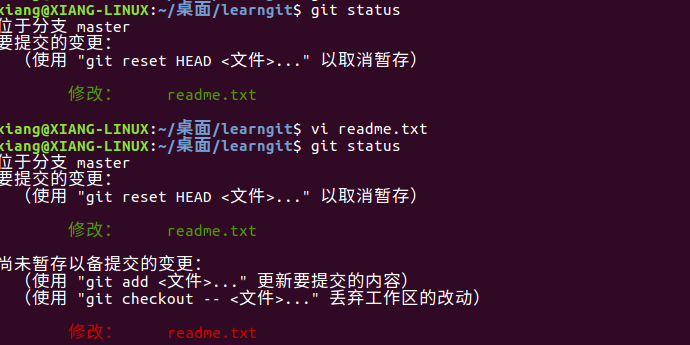 xiang@XIANG-LINUX:~/桌面/learngit$ git status
位于分支 master
要提交的变更：
（使用 "git reset HEAD <文件>..." 以取消暂存）
修改：     readme.txt
xiang@XIANG-LINUX:~/桌面/learngit$ vi readme.txt
xiang@XIANG-LINUX:~/桌面/learngit$ git status
位于分支 master
要提交的变更：
（使用 "git reset HEAD <文件>..." 以取消暂存）
修改：     readme.txt
尚未暂存以备提交的变更：
（使用 "git add <文件>..." 更新要提交的内容）
（使用 "git checkout -- <文件>..." 丢弃工作区的改动）
修改：     readme.txt